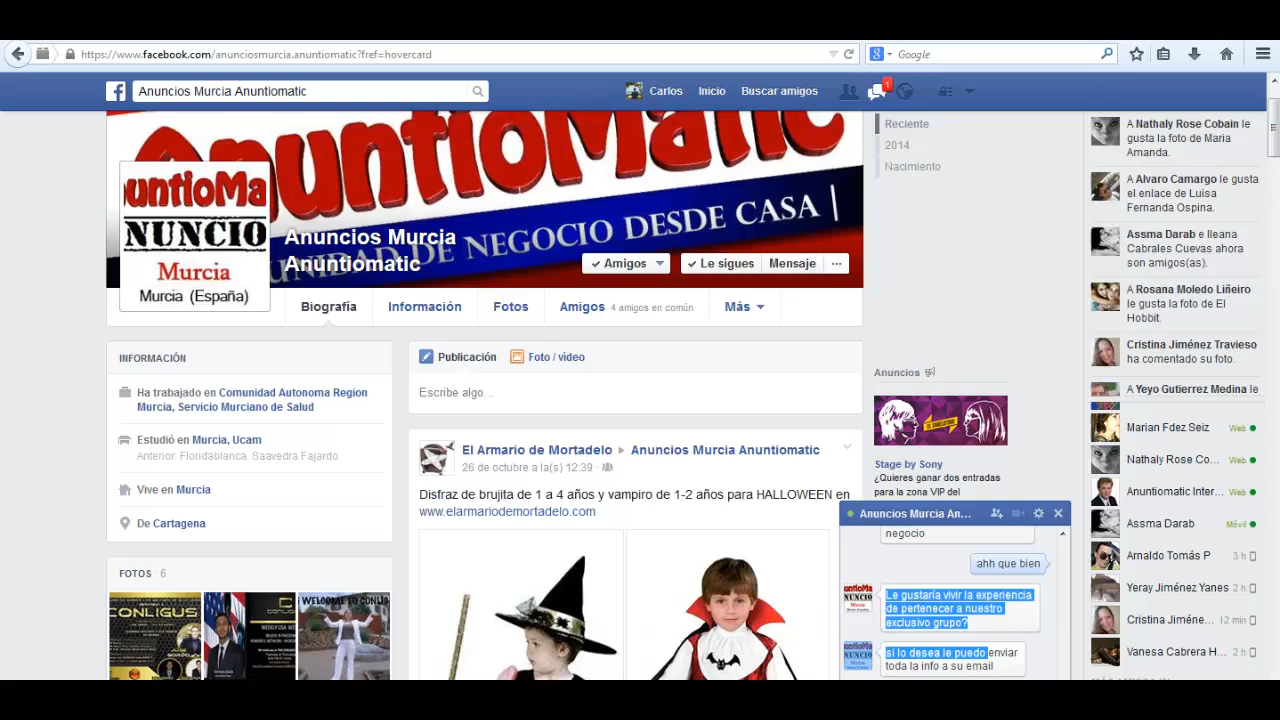 https://www.facebook.com/anunciosmurcia.anuntiomatic?fref=hovercard
Google
Anuncios Murcia Anuntiomatic
Carlos
Inicio
Buscar amigos
1
AnuntioMatic
NEGOCIO DESDE CASA |
untioMa
NUNCIO
Murcia
Murcia (España)
Anuncios Murcia
Anuntiomatic
Amigos
Le sigues
Mensaje
...
Biografía
Información
Fotos
Amigos 4 amigos en común
Más
INFORMACIÓN
Ha trabajado en Comunidad Autonoma Region
Murcia, Servicio Murciano de Salud
Estudió en Murcia, Ucam
Anterior: Floridablanca, Saavedra Fajardo
Vive en Murcia
De Cartagena
FOTOS · 6
CONLIGUS
WEEKLY USA
WELCOME TO CONLIG
Publicación
Foto / video
Escribe algo...
El Armario de Mortadelo ▸ Anuncios Murcia Anuntiomatic
26 de octubre a la(s) 12:39 ·
Disfraz de brujita de 1 a 4 años y vampiro de 1-2 años para HALLOWEEN en
www.elarmariodemortadelo.com
Reciente
2014
Nacimiento
Anuncios
Stage by Sony
¿Quieres ganar dos entradas
para la zona VIP del
Anuncios Murcia An...
negocio
ahh que bien
Le gustaría vivir la experiencia
de pertenecer a nuestro
exclusivo grupo?
si lo desea le puedo enviar
toda la info a su email
A Nathaly Rose Cobain le
gusta la foto de Maria
Amanda.
A Alvaro Camargo le gusta
el enlace de Luisa
Fernanda Ospina.
Assma Darab e Ileana
Cabrales Cuevas ahora
son amigos(as).
A Rosana Moledo Liñeiro
le gusta la foto de El
Hobbit.
Cristina Jiménez Travieso
ha comentado su foto.
A Yeyo Gutierrez Medina le
Marian Fdez Seiz Web
Nathaly Rose Co... Web
Anuntiomatic Inter... Web
Assma Darab Móvil
Arnaldo Tomás P 3 h
Yeray Jiménez Yanes 2 h
Cristina Jiméne... 12 min
Vanesa Cabrera H... 2 h